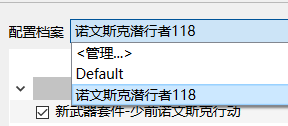 配置档案 诺文斯克潜行者118
<管理...>
Default
诺文斯克潜行者118
新武器套件-少前诺文斯克行动